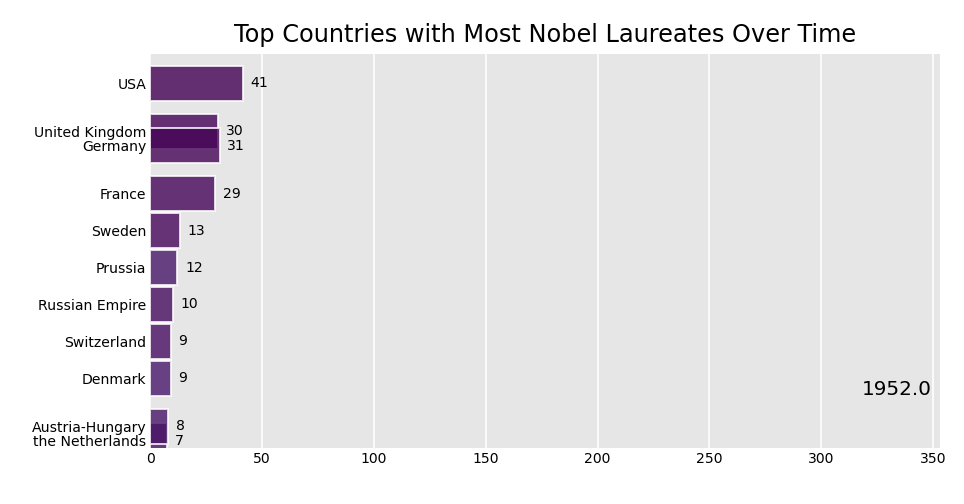 Top Countries with Most Nobel Laureates Over Time
USA 41
United Kingdom 30
Germany 31
France 29
Sweden 13
Prussia 12
Russian Empire 10
Switzerland 9
Denmark 9
1952.0
Austria-Hungary 8
the Netherlands 7
0 50 100 150 200 250 300 350